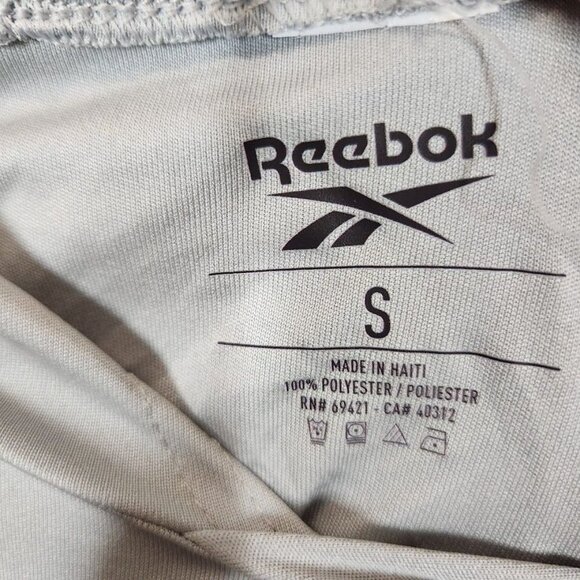 Reebok
S
MADE IN HAITI
100% POLYESTER / POLIESTER
RN# 69421 - CA# 40312